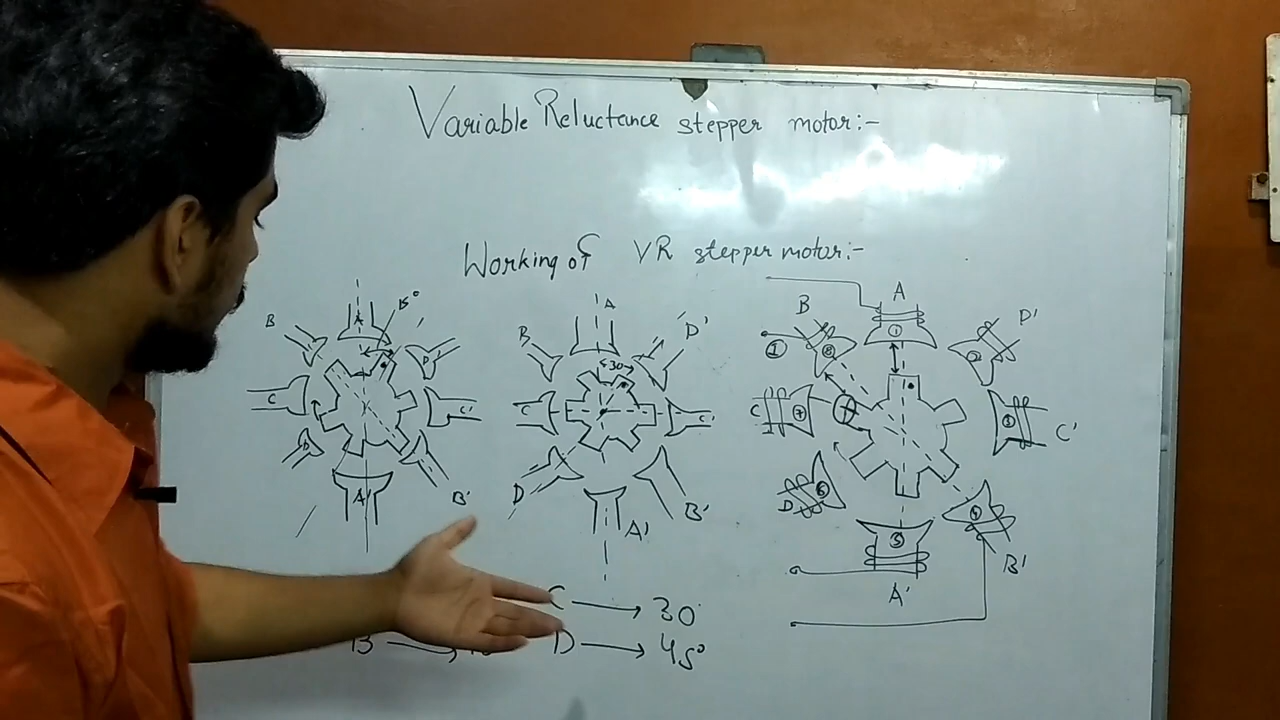 Variable Reluctance stepper motor:-
Working of VR stepper motor:-
A
B
D
C
C'
D
A'
B'
A
B
D'
30
C
C'
D
B'
A'
A
B
D'
C
C'
D
B'
A'
C → 30
D → 45°
B →